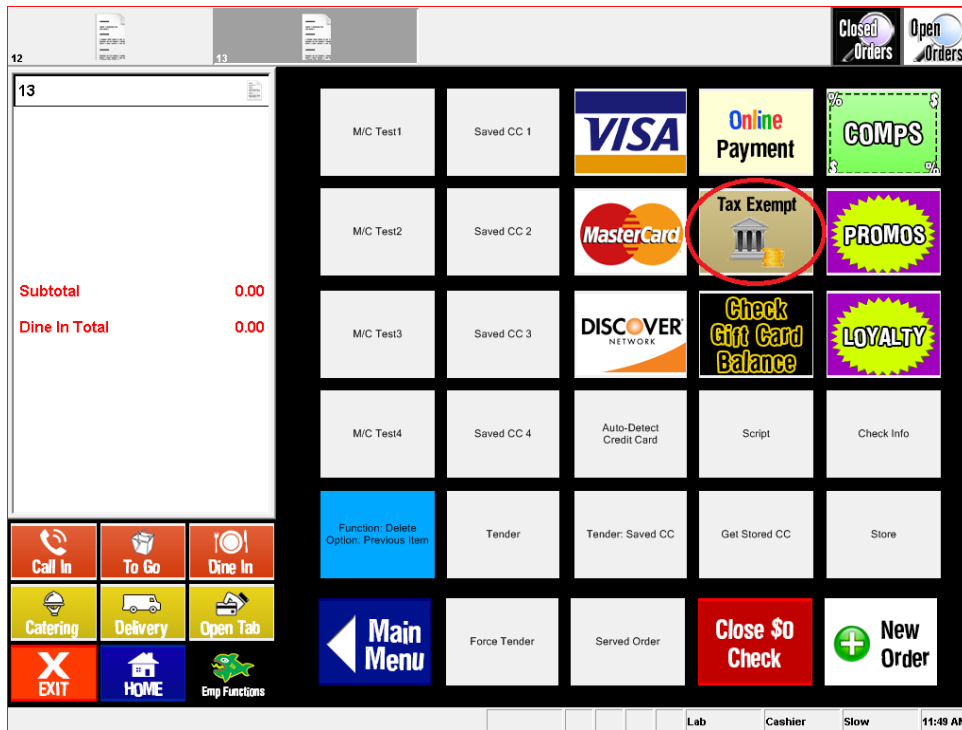 12
13
Closed
Orders
Open
Orders
13
Subtotal 0.00
Dine In Total 0.00
M/C Test1
Saved CC 1
VISA
Online
Payment
%
$
COMPS
$
%
M/C Test2
Saved CC 2
MasterCard
Tax Exempt
PROMOS
M/C Test3
Saved CC 3
DISCOVER
NETWORK
Check
Gift Card
Balance
LOYALTY
M/C Test4
Saved CC 4
Auto-Detect
Credit Card
Script
Check Info
Function: Delete
Option: Previous Item
Tender
Tender: Saved CC
Get Stored CC
Store
Main
Menu
Force Tender
Served Order
Close $0
Check
New
Order
Call In
To Go
Dine In
Catering
Delivery
Open Tab
X
EXIT
HOME
Emp Functions
Lab
Cashier
Slow
11:49 AM